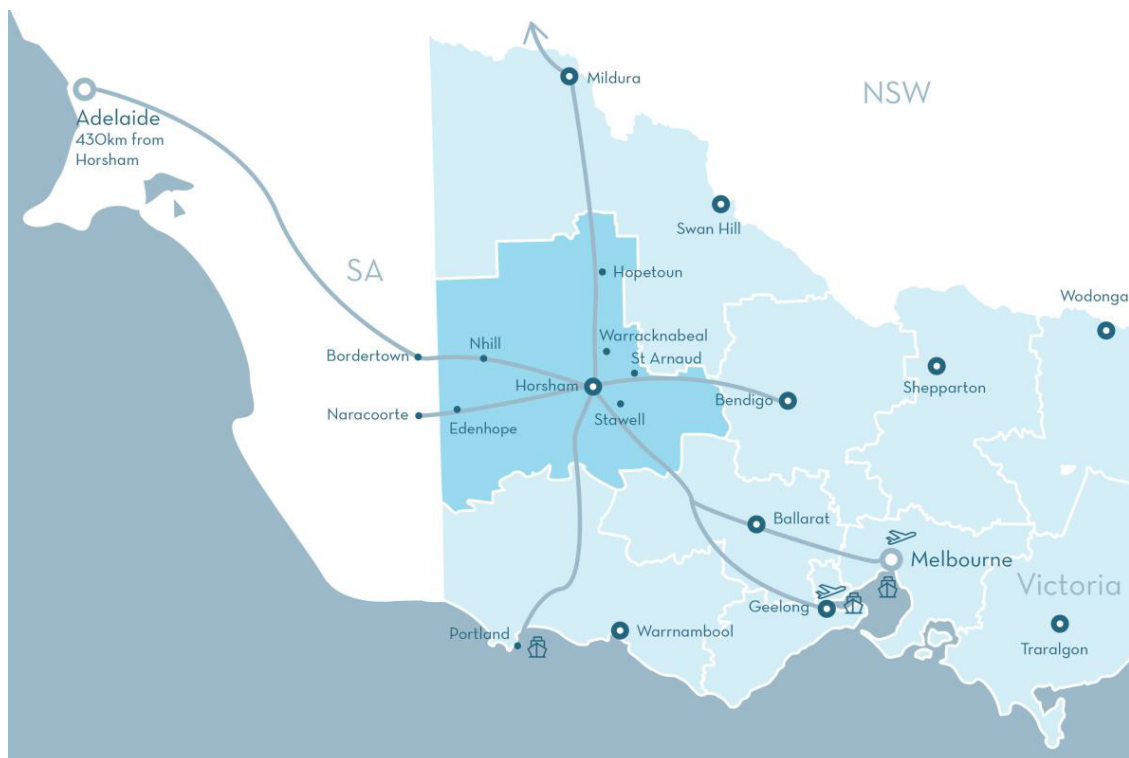 Mildura
NSW
Adelaide
430km from
Horsham
Swan Hill
SA
Hopetoun
Wodonga
Warracknabeal
Nhill
St Arnaud
Bordertown
Horsham
Shepparton
Bendigo
Naracoorte
Stawell
Edenhope
Ballarat
Melbourne
Victoria
Geelong
Portland
Warrnambool
Traralgon